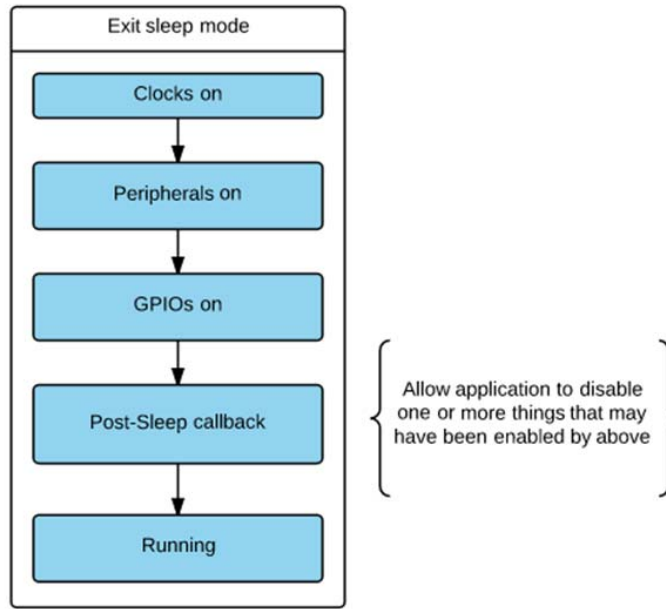 Exit sleep mode
Clocks on
Peripherals on
GPIOs on
Post-Sleep callback
Allow application to disable
one or more things that may
have been enabled by above
Running